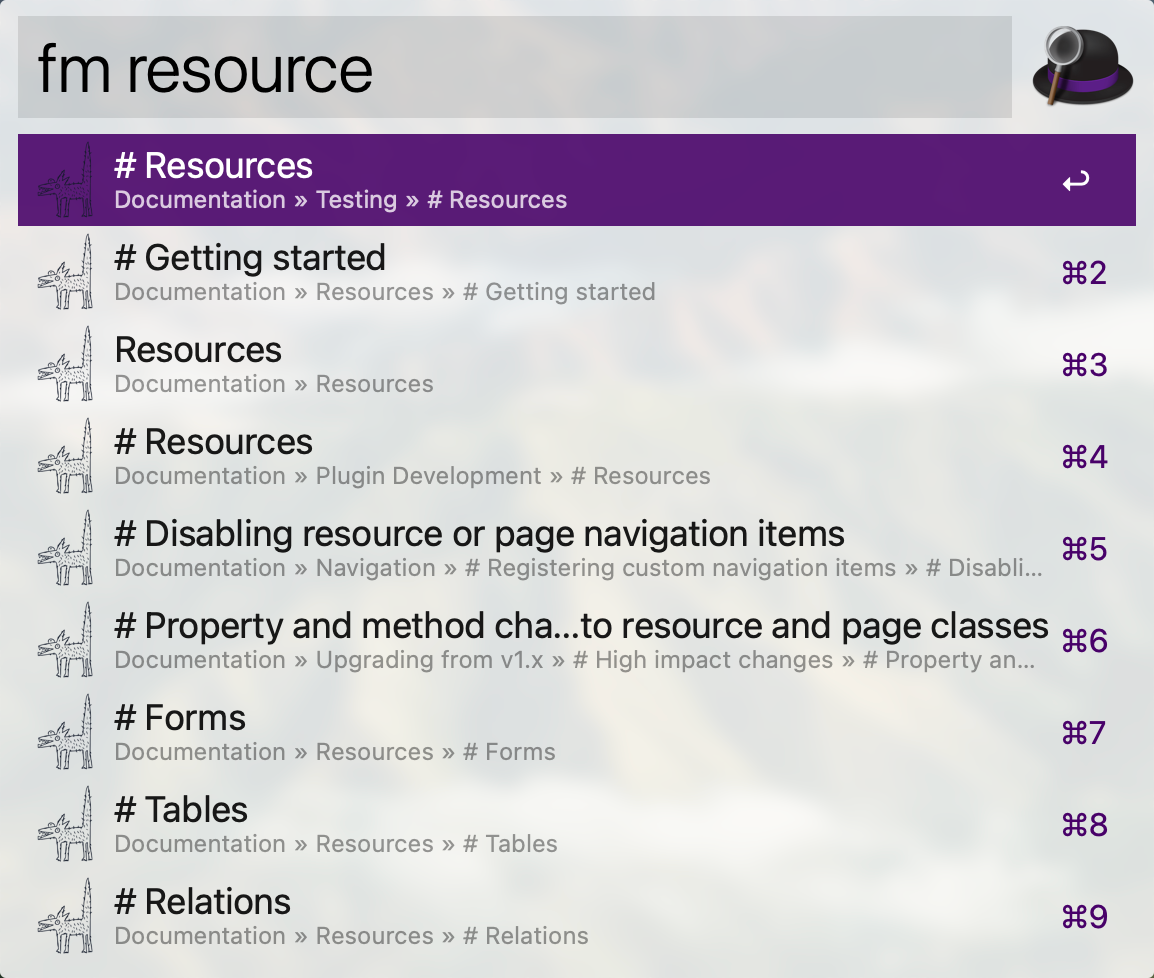 fm resource
# Resources
Documentation » Testing » # Resources
# Getting started
⌘2
Documentation » Resources » # Getting started
Resources
⌘3
Documentation » Resources
# Resources
⌘4
Documentation » Plugin Development » # Resources
# Disabling resource or page navigation items
⌘5
Documentation » Navigation » # Registering custom navigation items » # Disabli...
# Property and method cha...to resource and page classes
⌘6
Documentation » Upgrading from v1.x » # High impact changes » # Property an...
# Forms
⌘7
Documentation » Resources » # Forms
# Tables
⌘8
Documentation » Resources » # Tables
# Relations
⌘9
Documentation » Resources » # Relations